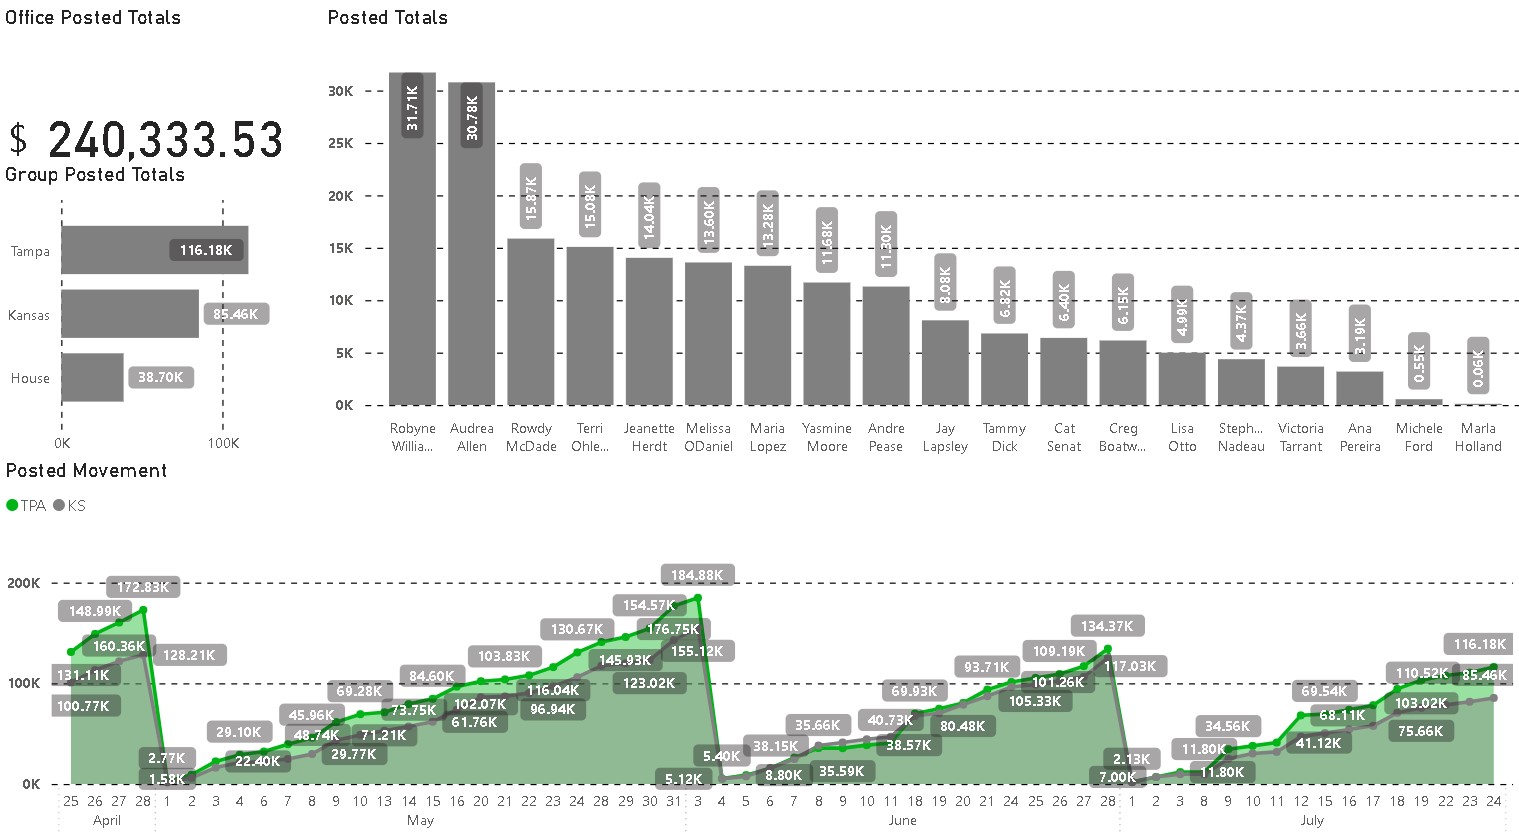 Office Posted Totals
$ 240,333.53
Group Posted Totals
Tampa 116.18K
Kansas 85.46K
House 38.70K
0K 100K
Posted Totals
30K
25K
20K
15K
10K
5K
0K
31.71K 30.78K 15.87K 15.08K 14.04K 13.60K 13.28K 11.68K 11.30K 8.08K 6.82K 6.40K 6.15K 4.99K 4.37K 3.66K 3.19K 0.55K 0.06K
Robyne Audrea Rowdy Terri Jeanette Melissa Maria Yasmine Andre Jay Tammy Cat Creg Lisa Steph... Victoria Ana Michele Marla
Willia... Allen McDade Ohle... Herdt ODaniel Lopez Moore Pease Lapsley Dick Senat Boatw... Otto Nadeau Tarrant Pereira Ford Holland
Posted Movement
TPA KS
200K
100K
0K
148.99K 172.83K 160.36K 128.21K 131.11K 100.77K
2.77K 1.58K 29.10K 22.40K 45.96K 48.74K 69.28K 29.77K 71.21K 73.75K 84.60K 61.76K 102.07K 103.83K 96.94K 116.04K 130.67K 145.93K 154.57K 123.02K 176.75K 184.88K 155.12K
5.12K 5.40K 38.15K 8.80K 35.66K 35.59K 40.73K 38.57K 69.93K 80.48K 93.71K 105.33K 109.19K 101.26K 134.37K 117.03K
2.13K 7.00K 11.80K 11.80K 34.56K 69.54K 41.12K 68.11K 110.52K 75.66K 103.02K 116.18K 85.46K
25 26 27 28 1 2 3 4 6 7 8 9 10 13 14 15 16 20 21 22 23 24 28 29 30 31 3 4 5 6 7 8 9 10 11 18 19 20 21 24 25 26 27 28 1 2 3 8 9 10 11 12 15 16 17 18 19 22 23 24
April May June July